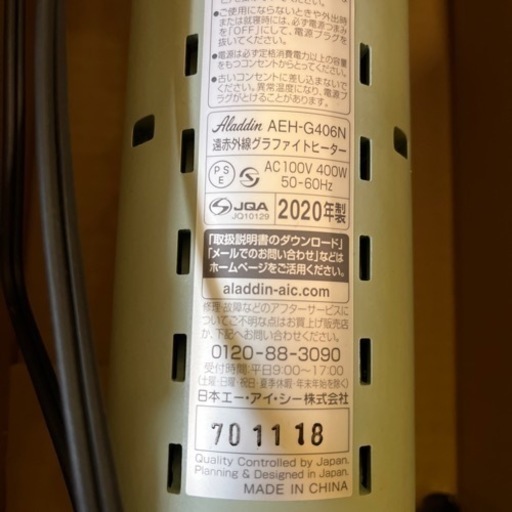 ●ご使用にならないときや外出時
または就寝時には、必ず電源つまみ
を「OFF」にして、電源プラグを
抜いてください。
●電源は必ず定格消費電力以上の容量
をもつコンセントからとってください。
●古いコンセントに差し込まないで
ください。異常高温になり、電源プ
ラグがとけることがあります。
Aladdin AEH-G406N
遠赤外線グラファイトヒーター
PSE S AC100V 400W
50-60Hz
S JQA
JQ10129
2020年製
「取扱説明書のダウンロード」
「メールでのお問い合わせ」などは
ホームページをご活用ください。
aladdin-aic.com
修理・故障などのアフターサービスに
ついてご不明な点はお買上げ販売店
か、下記へお問い合わせください。
0120-88-3090
受付時間:平日9:00〜17:00
(土曜・日曜・祝日・夏季休暇・年末年始を除く)
日本エー・アイ・シー株式会社
701118
Quality Controlled by Japan.
Planning & Designed in Japan.
MADE IN CHINA